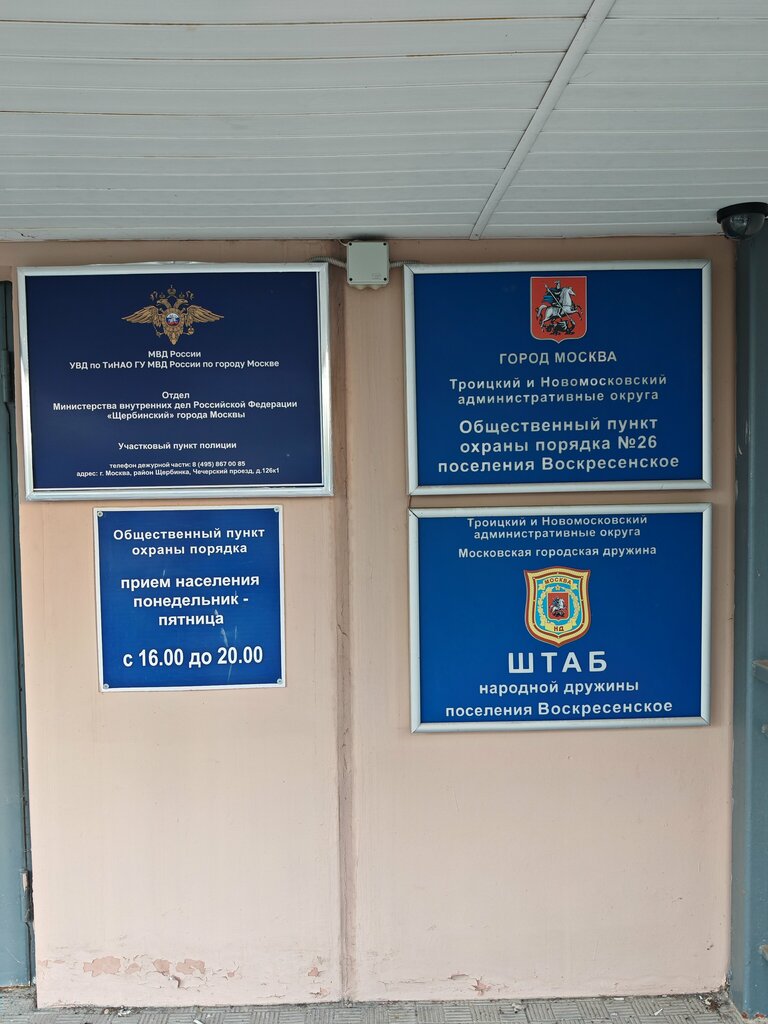 МВД России
УВД по ТиНАО ГУ МВД России по городу Москве
Отдел
Министерства внутренних дел Российской Федерации
«Щербинский» города Москвы
Участковый пункт полиции
телефон дежурной части: 8 (495) 867 00 85
адрес: г. Москва, район Щербинка, Чечерский проезд, д.126к1
Общественный пункт
охраны порядка
прием населения
понедельник -
пятница
с 16.00 до 20.00
ГОРОД МОСКВА
Троицкий и Новомосковский
административные округа
Общественный пункт
охраны порядка №26
поселения Воскресенское
Троицкий и Новомосковский
административные округа
Московская городская дружина
МОСКВА
НД
ШТАБ
народной дружины
поселения Воскресенское